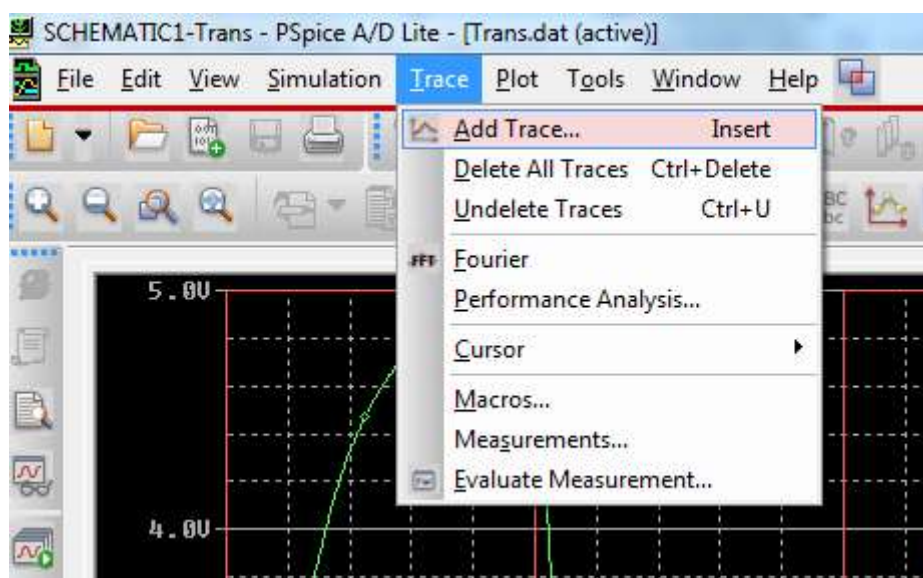 SCHEMATIC1-Trans - PSpice A/D Lite - [Trans.dat (active)]
File Edit View Simulation Trace Plot Tools Window Help
Add Trace... Insert
Delete All Traces Ctrl+Delete
Undelete Traces Ctrl+U
FFT Fourier
Performance Analysis...
Cursor
Macros...
Measurements...
Evaluate Measurement...
5.0V
4.0V